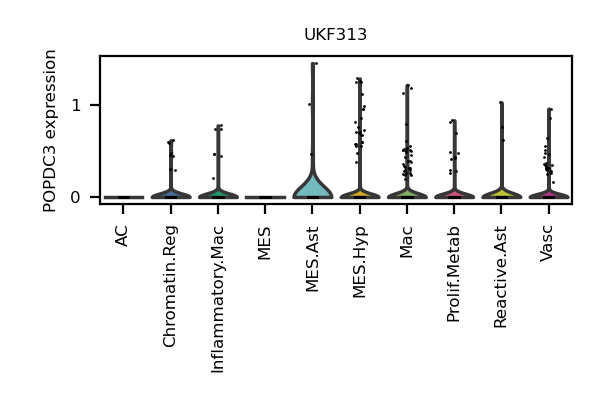 UKF313
POPDC3 expression
1
0
AC
Chromatin.Reg
Inflammatory.Mac
MES
MES.Ast
MES.Hyp
Mac
Prolif.Metab
Reactive.Ast
Vasc